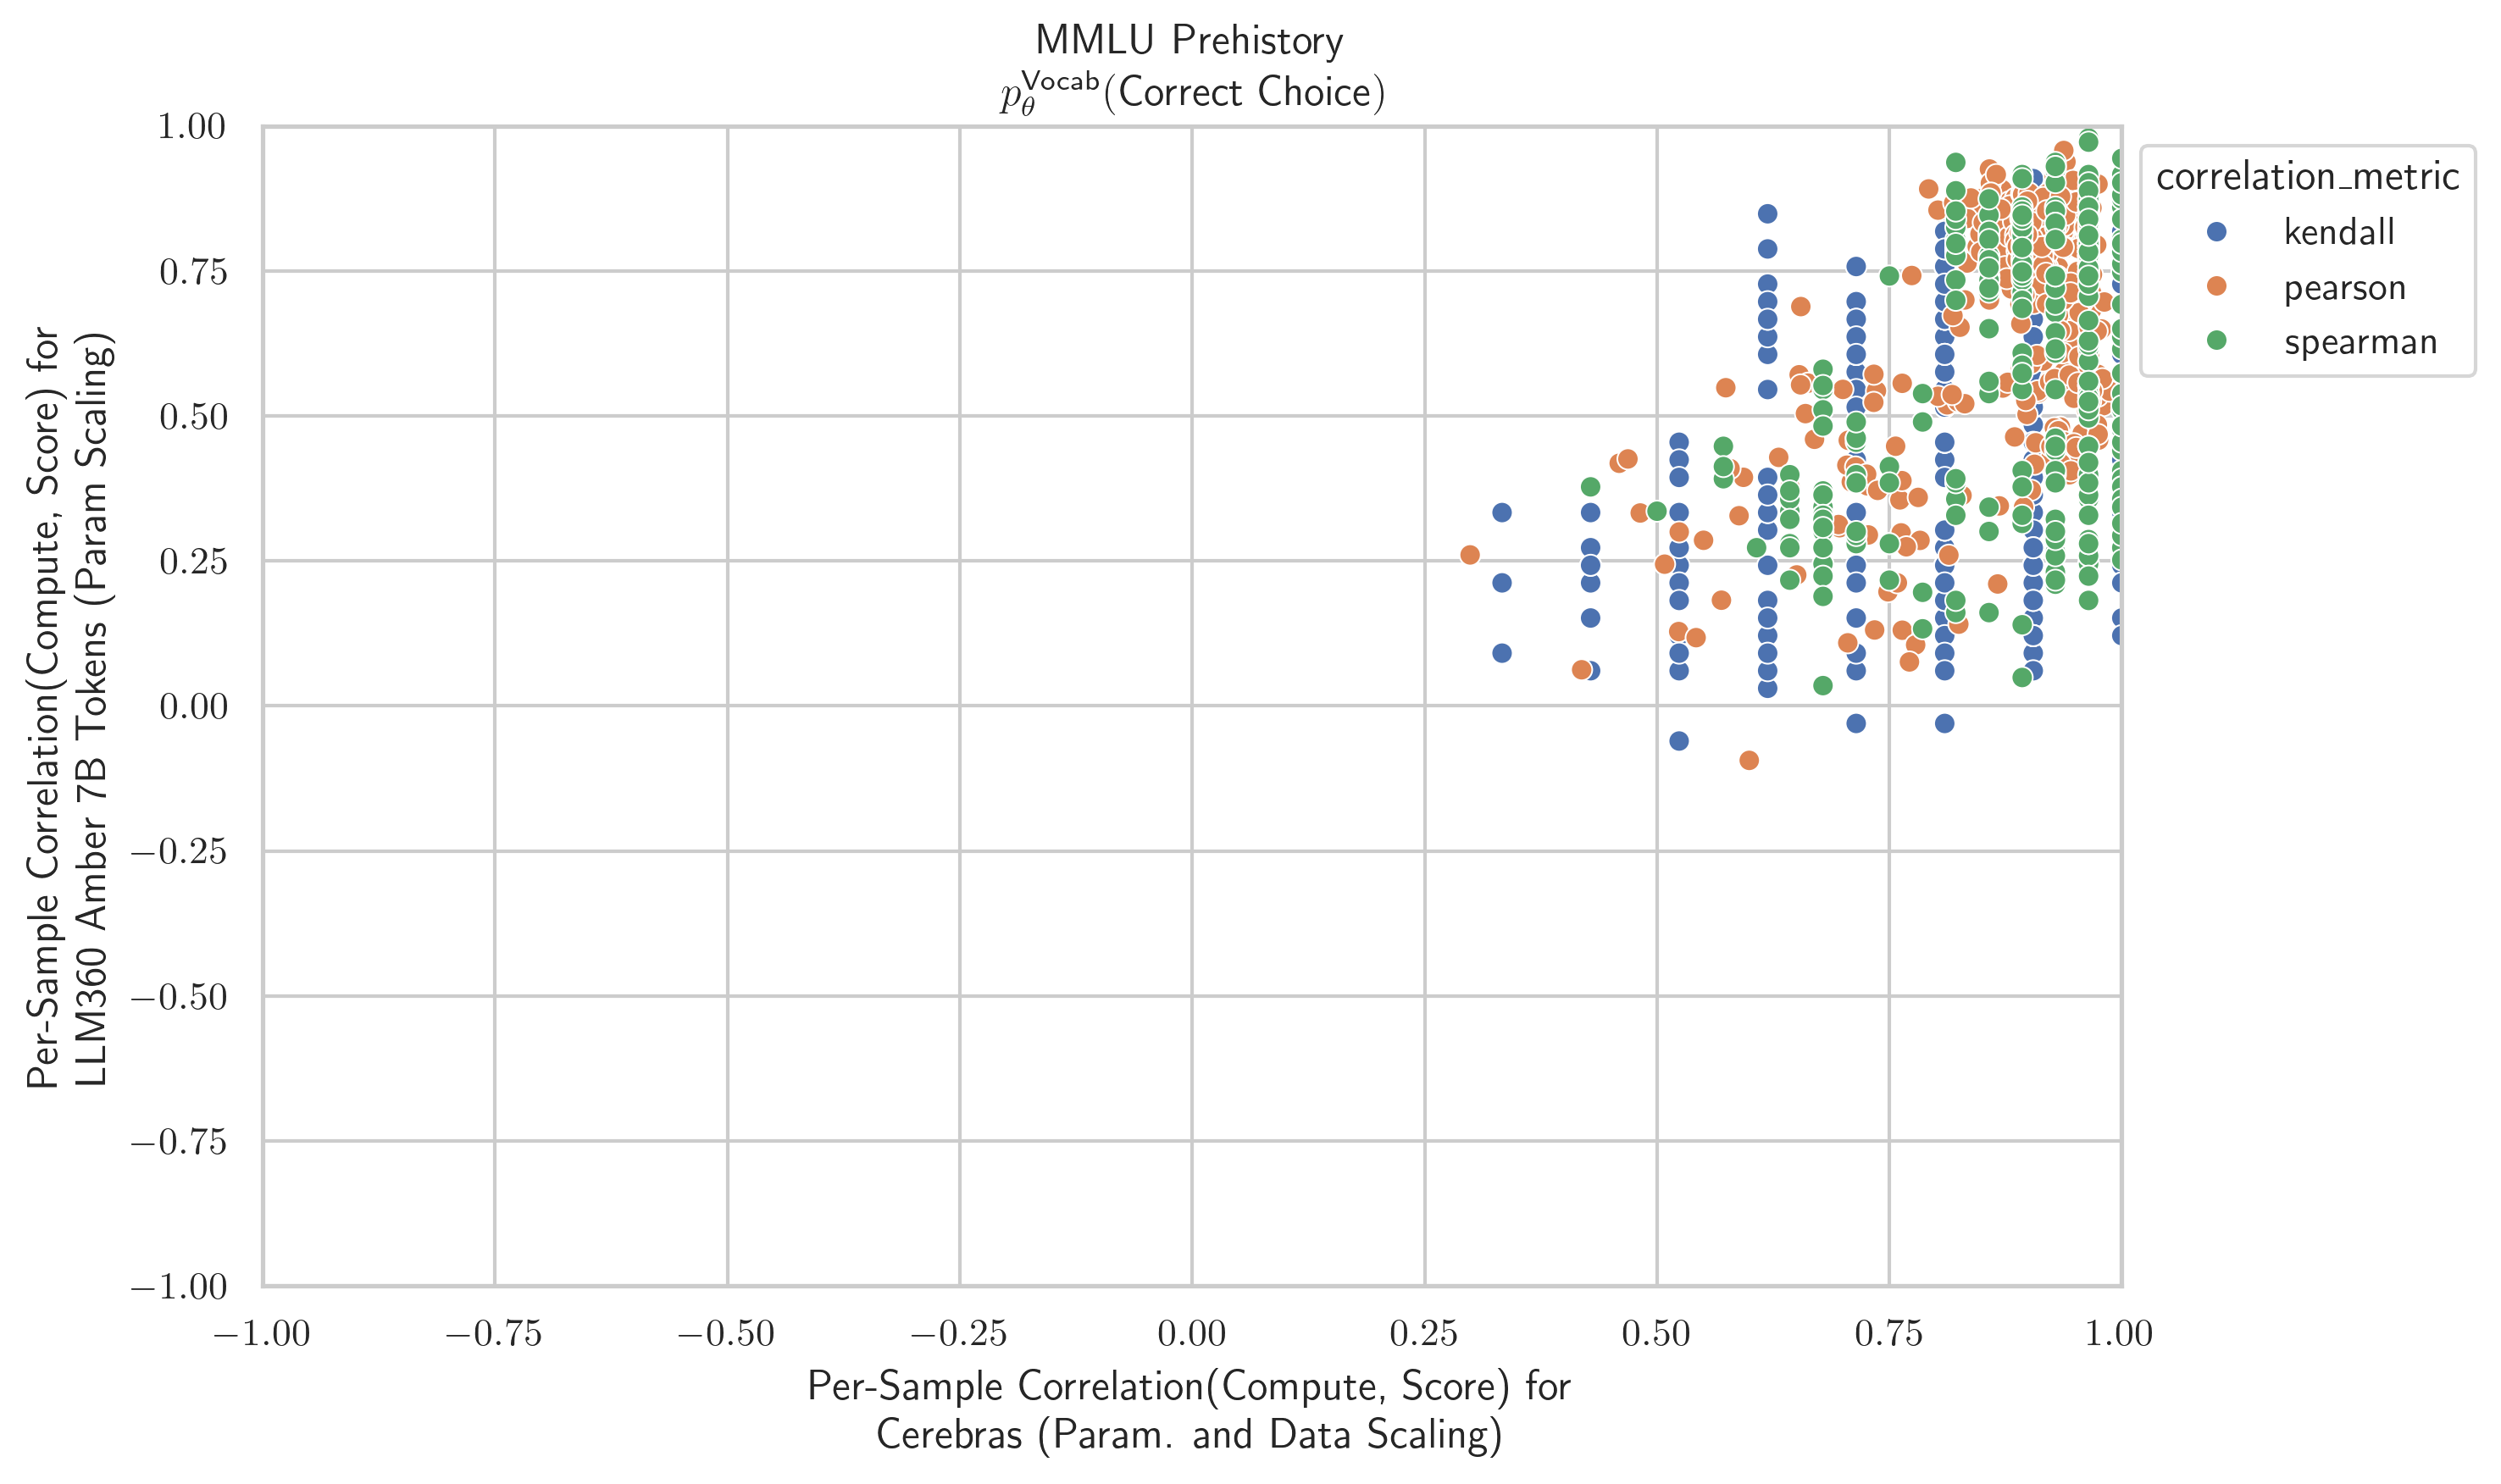 MMLU Prehistory
p_θ^Vocab(Correct Choice)
Per-Sample Correlation(Compute, Score) for
LLM360 Amber 7B Tokens (Param Scaling)
1.00
0.75
0.50
0.25
0.00
−0.25
−0.50
−0.75
−1.00
−1.00 −0.75 −0.50 −0.25 0.00 0.25 0.50 0.75 1.00
Per-Sample Correlation(Compute, Score) for
Cerebras (Param. and Data Scaling)
correlation_metric
kendall
pearson
spearman